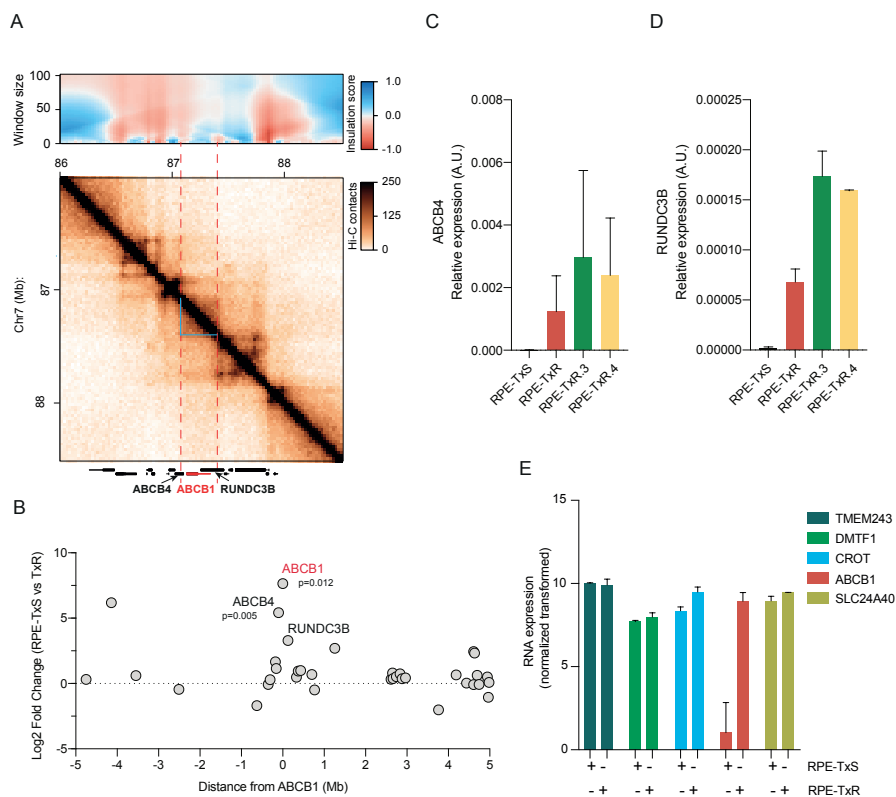 A
Window size
100
50
0
86
87
88
Insulation score
1.0
0.0
-1.0
Hi-C contacts
250
125
0
Chr7 (Mb):
87
88
ABCB4 ABCB1 RUNDC3B
B
Log2 Fold Change (RPE-TxS vs TxR)
10
5
0
-5
ABCB1
p=0.012
ABCB4
p=0.005
RUNDC3B
-5 -4 -3 -2 -1 0 1 2 3 4 5
Distance from ABCB1 (Mb)
C
ABCB4
Relative expression (A.U.)
0.008
0.006
0.004
0.002
0.000
RPE-TxS
RPE-TxR
RPE-TxR.3
RPE-TxR.4
D
RUNDC3B
Relative expression (A.U.)
0.00025
0.00020
0.00015
0.00010
0.00005
0.00000
RPE-TxS
RPE-TxR
RPE-TxR.3
RPE-TxR.4
E
RNA expression
(normalized transformed)
15
10
5
0
TMEM243
DMTF1
CROT
ABCB1
SLC24A40
+ - + - + - + - + - RPE-TxS
- + - + - + - + - + RPE-TxR